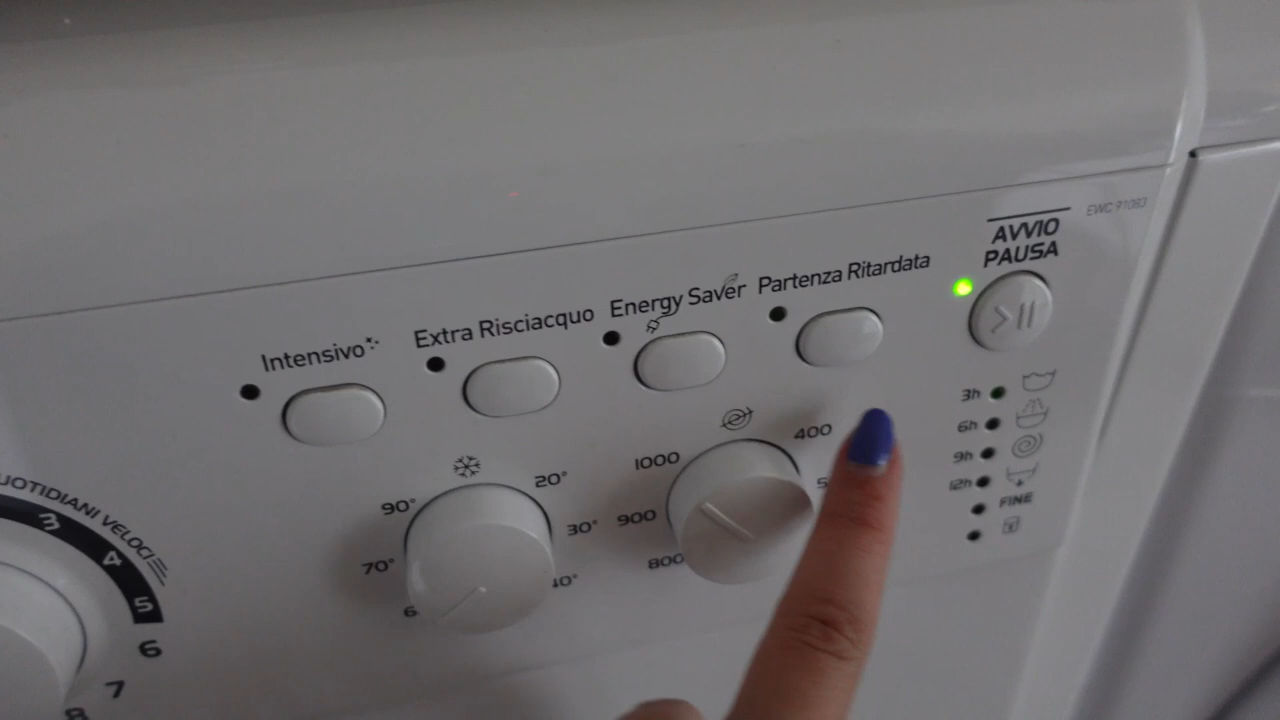 EWC 91083
AVVIO
PAUSA
Partenza Ritardata
Energy Saver
Extra Risciacquo
Intensivo
3h
6h
9h
12h
FINE
400
1000
900
800
20°
30°
90°
70°
QUOTIDIANI VELOCI
3
4
5
6
7
8